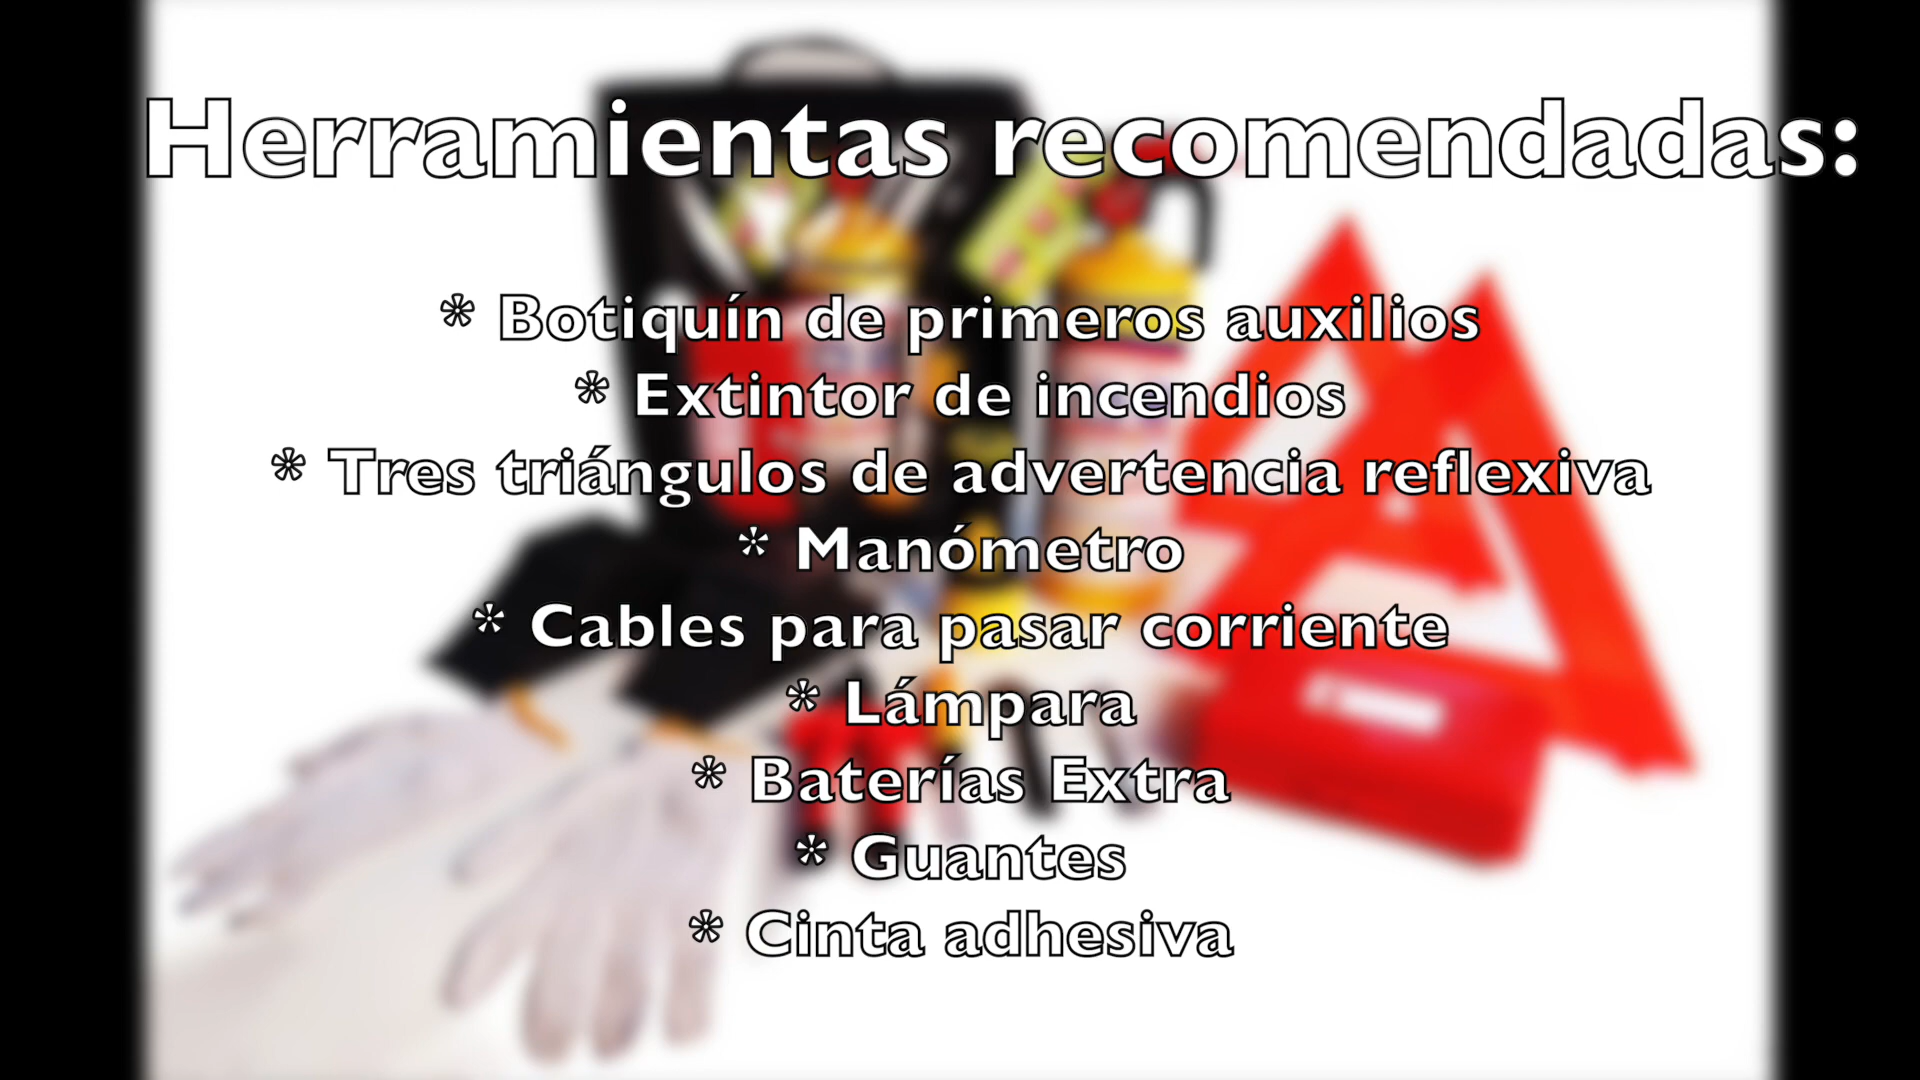 Herramientas recomendadas:
* Botiquín de primeros auxilios
* Extintor de incendios
* Tres triángulos de advertencia reflexiva
* Manómetro
* Cables para pasar corriente
* Lámpara
* Baterías Extra
* Guantes
* Cinta adhesiva